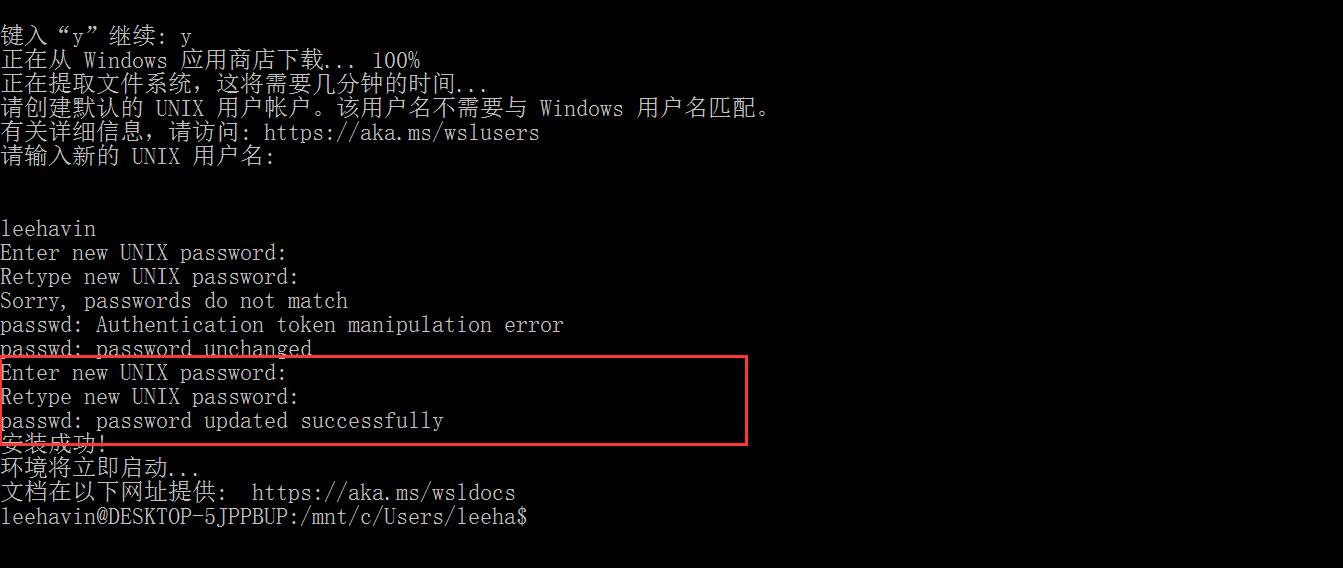 键入“y”继续: y
正在从 Windows 应用商店下载... 100%
正在提取文件系统，这将需要几分钟的时间...
请创建默认的 UNIX 用户帐户。该用户名不需要与 Windows 用户名匹配。
有关详细信息，请访问: https://aka.ms/wslusers
请输入新的 UNIX 用户名:
leehavin
Enter new UNIX password:
Retype new UNIX password:
Sorry, passwords do not match
passwd: Authentication token manipulation error
passwd: password unchanged
Enter new UNIX password:
Retype new UNIX password:
passwd: password updated successfully
安装成功!
环境将立即启动...
文档在以下网址提供:  https://aka.ms/wsldocs
leehavin@DESKTOP-5JPPBUP:/mnt/c/Users/leeha$